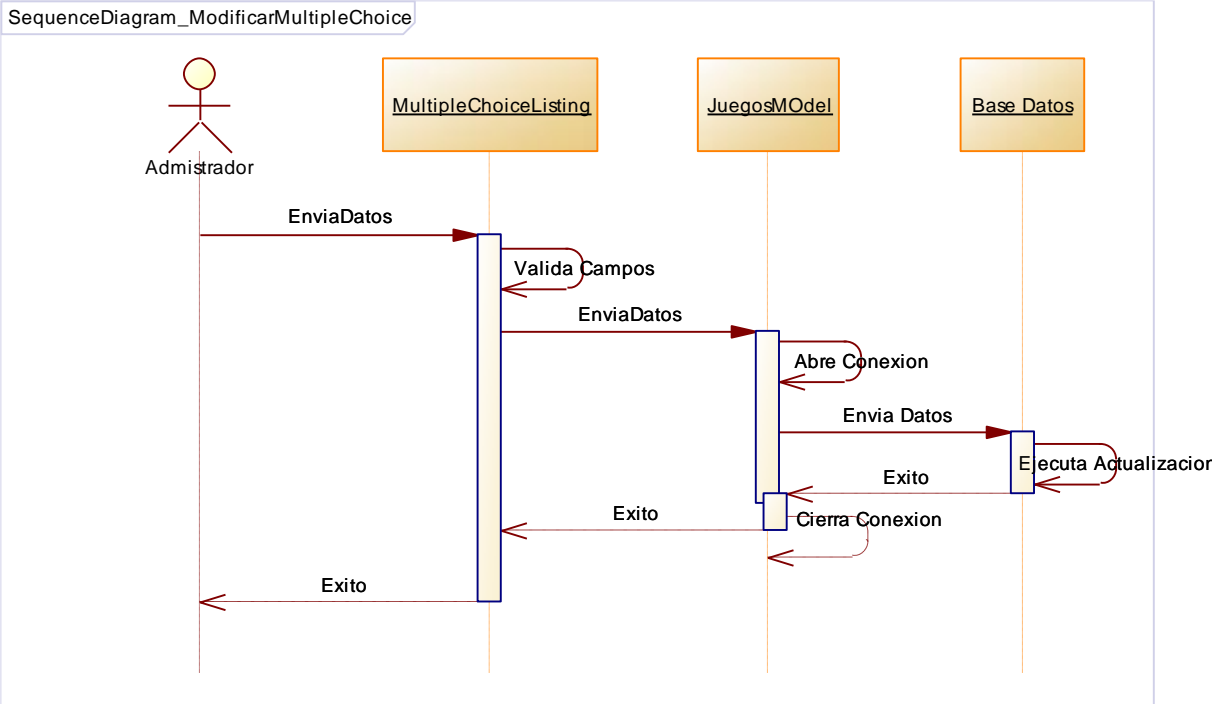 SequenceDiagram_ModificarMultipleChoice
MultipleChoiceListing
JuegosMOdel
Base Datos
Admistrador
EnviaDatos
Valida Campos
EnviaDatos
Abre Conexion
Envia Datos
Ejecuta Actualizacior
Exito
Exito
Cierra Conexion
Exito